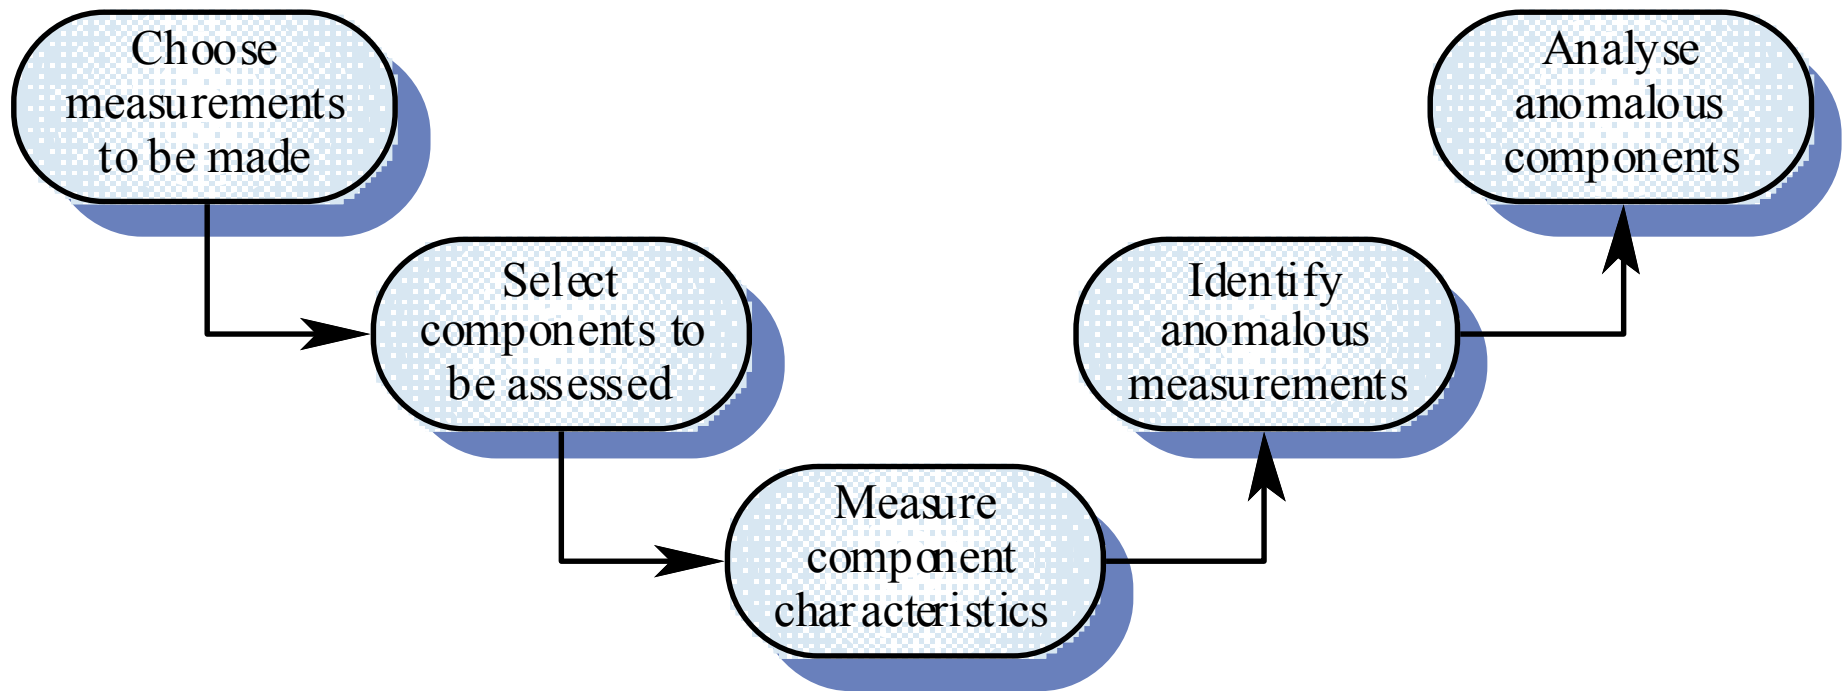 Choose
measurements
to be made
Select
components to
be assessed
Measure
component
characteristics
Identify
anomalous
measurements
Analyse
anomalous
components